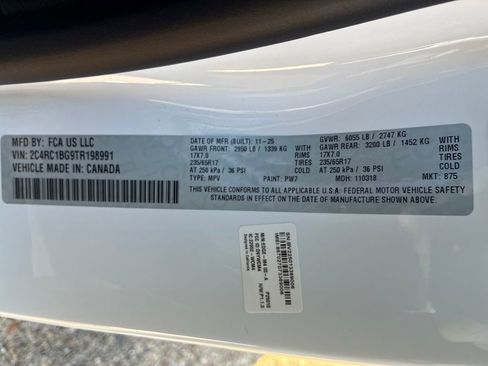 MFD BY: FCA US LLC
VIN: 2C4RC1BG9TR198991
VEHICLE MADE IN: CANADA
DATE OF MFR (BUILT): 11-25
GAWR FRONT: 2950 LB / 1339 KG
17X7.0
235/65R17
AT 250 kPa / 36 PSI
TYPE: MPV
PAINT: PW7
WITH
RIMS
TIRES
COLD
GVWR: 6055 LB / 2747 KG
GAWR REAR: 3200 LB / 1452 KG
17X7.0
235/65R17
AT 250 kPa / 36 PSI
MDH: 110318
WITH
RIMS
TIRES
COLD
MKT: 875
THIS VEHICLE CONFORMS TO ALL U.S.A. FEDERAL MOTOR VEHICLE SAFETY
STANDARDS IN EFFECT ON THE DATE OF MANUFACTURE SHOWN ABOVE.